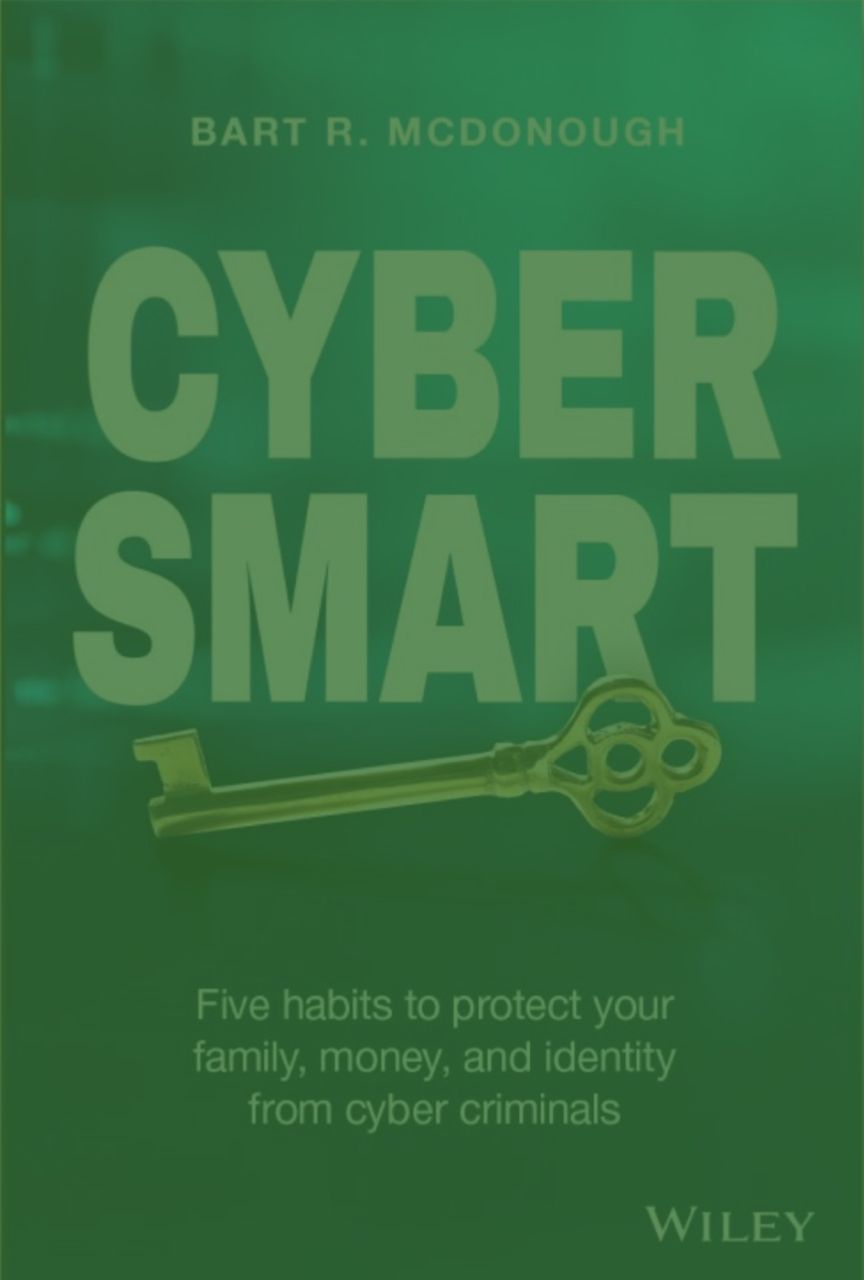 BART R. MCDONOUGH
CYBER
SMART
Five habits to protect your
family, money, and identity
from cyber criminals
WILEY